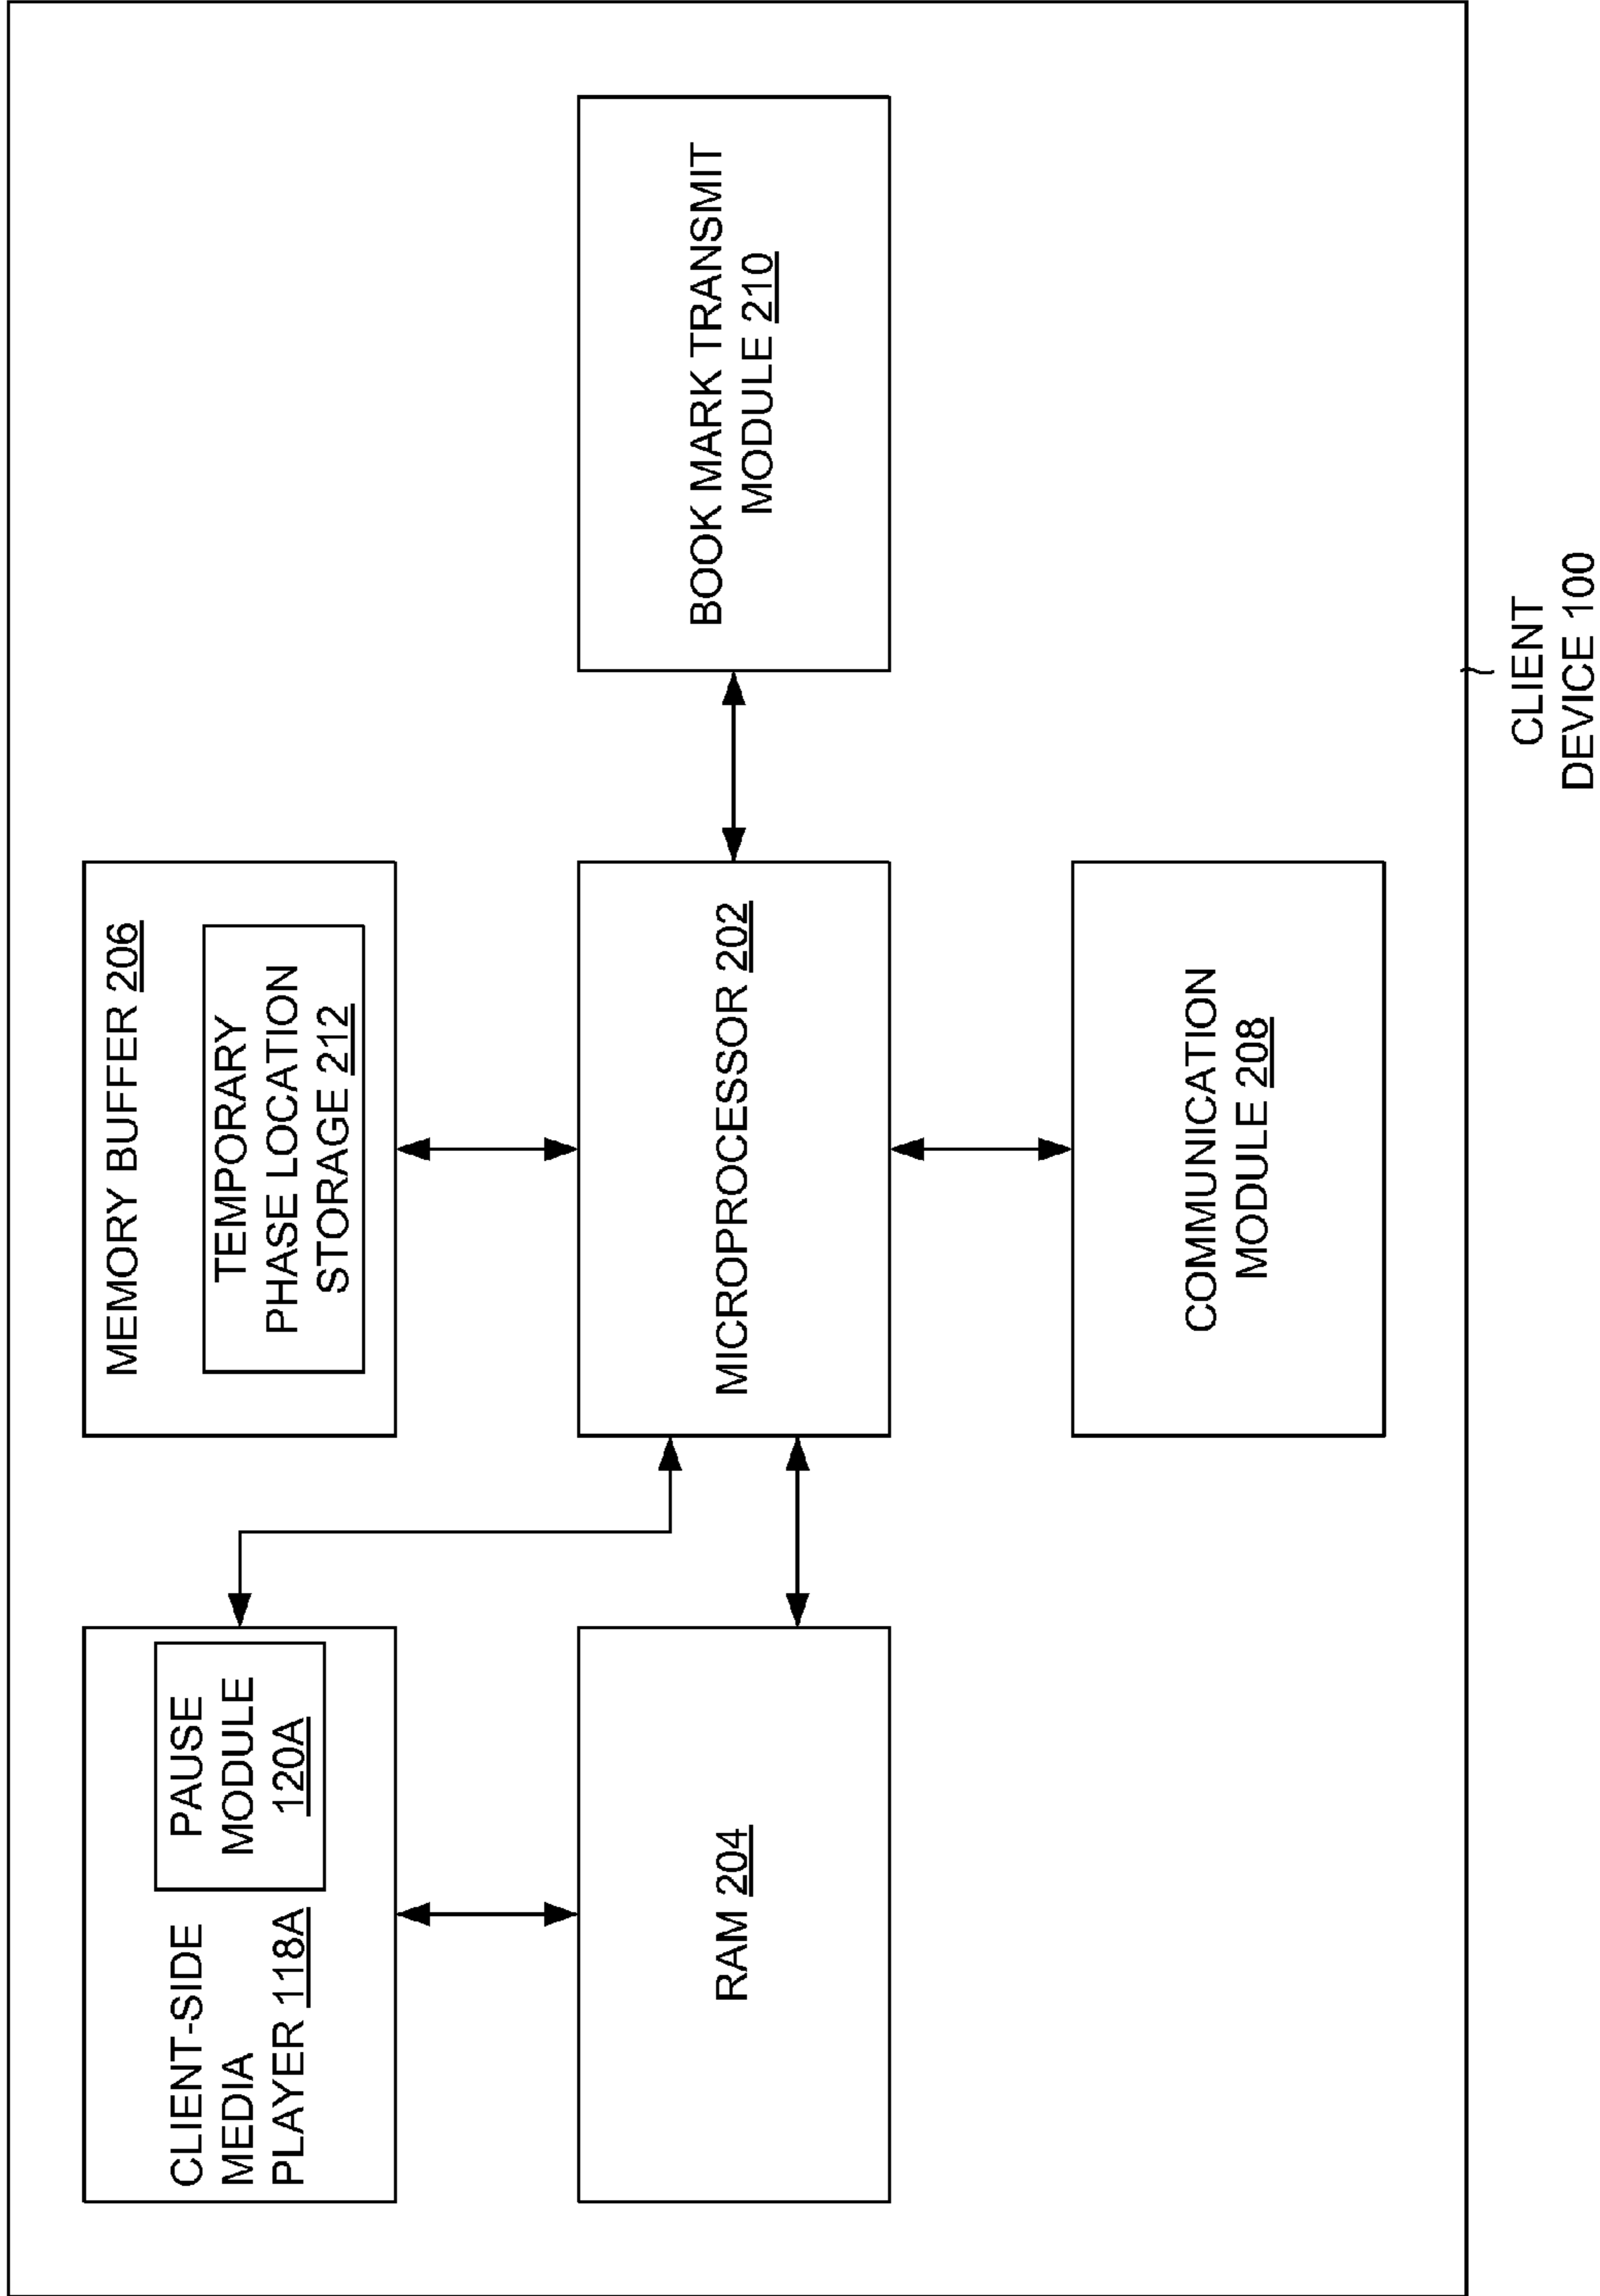 CLIENT-SIDE
MEDIA
PLAYER 118A
PAUSE
MODULE
120A
MEMORY BUFFER 206
TEMPORARY
PHASE LOCATION
STORAGE 212
RAM 204
MICROPROCESSOR 202
BOOK MARK TRANSMIT
MODULE 210
COMMUNICATION
MODULE 208
CLIENT
DEVICE 100